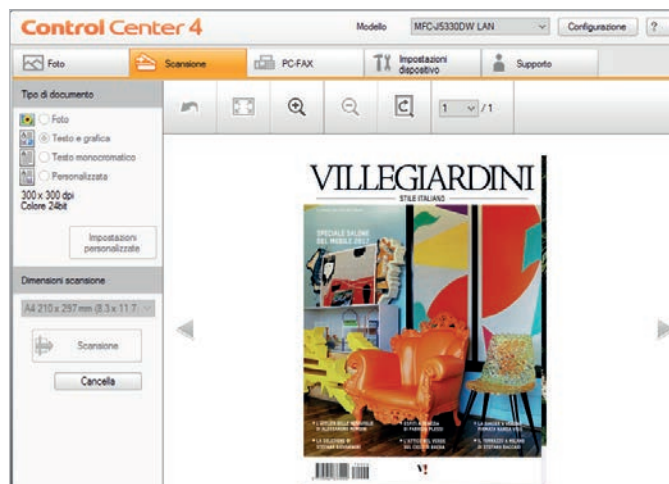 Control Center 4
Modello
MFC-J5330DW LAN
Configurazione
?
Foto
Scansione
PC-FAX
Impostazioni
dispositivo
Supporto
Tipo di documento
Foto
Testo e grafica
Testo monocromatico
Personalizzata
300 x 300 dpi
Colore 24bit
Impostazioni
personalizzate
Dimensioni scansione
A4 210 x 297 mm (8.3 x 11.7
Scansione
Cancella
1
/ 1
VILLEGIARDINI
STILE ITALIANO
SPECIALE SALONE
DEL MOBILE 2017